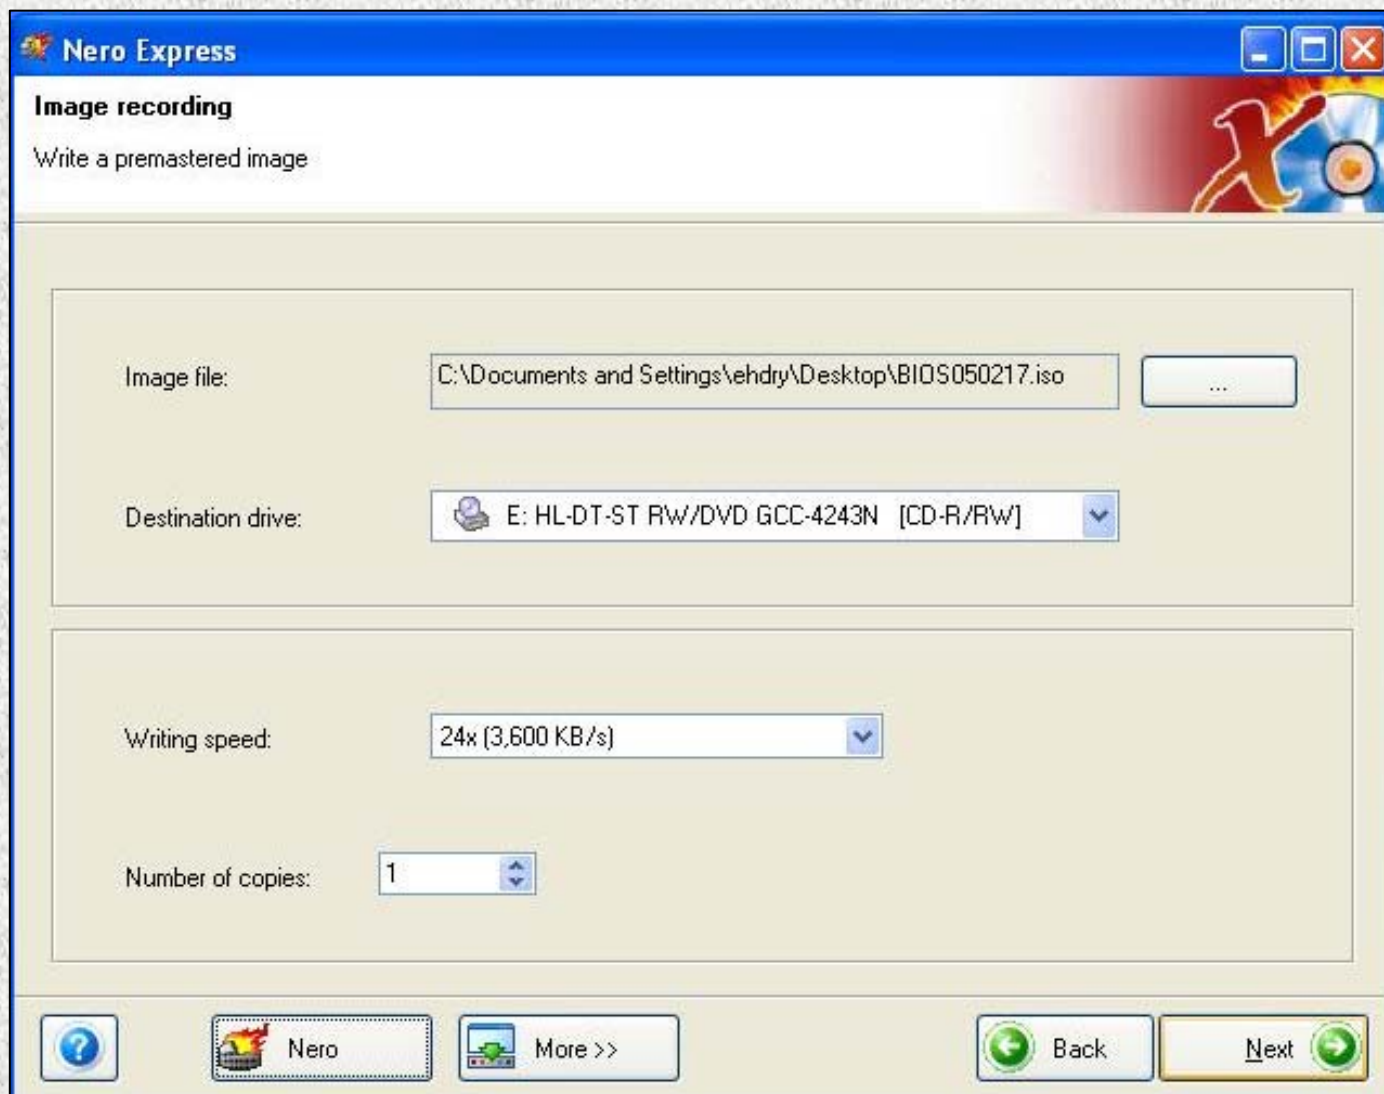 Nero Express
Image recording
Write a premastered image
Image file: C:\Documents and Settings\ehdry\Desktop\BIOS050217.iso ...
Destination drive: E: HL-DT-ST RW/DVD GCC-4243N [CD-R/RW]
Writing speed: 24x (3,600 KB/s)
Number of copies: 1
? Nero More >> Back Next